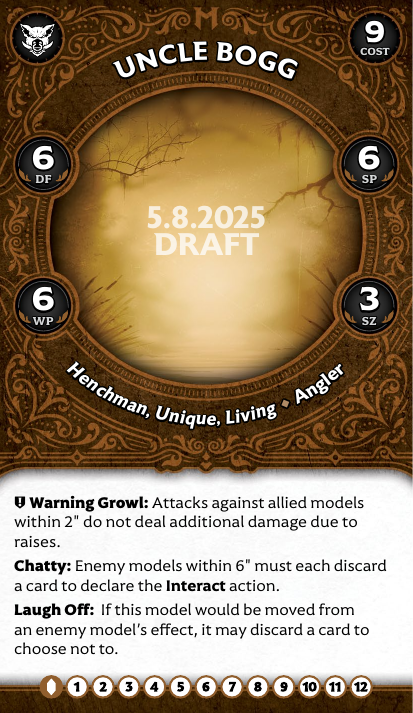 UNCLE BOGG
9
COST
6
DF
6
SP
5.8.2025
DRAFT
6
WP
3
SZ
Henchman, Unique, Living ◆ Angler
Warning Growl: Attacks against allied models
within 2" do not deal additional damage due to
raises.
Chatty: Enemy models within 6" must each discard
a card to declare the Interact action.
Laugh Off: If this model would be moved from
an enemy model's effect, it may discard a card to
choose not to.
1 2 3 4 5 6 7 8 9 10 11 12